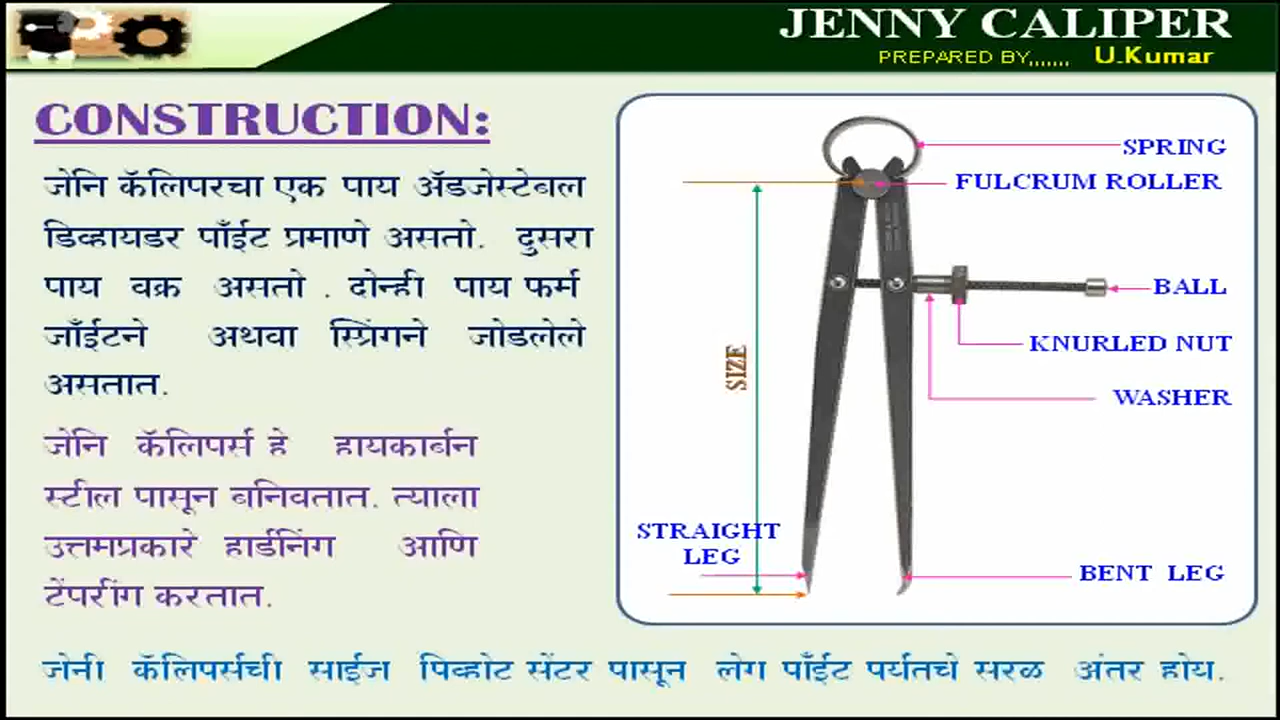 JENNY CALIPER
PREPARED BY,,,,,,, U.Kumar
CONSTRUCTION:
जेनि कॅलिपरचा एक पाय ॲडजेस्टेबल
डिव्हायडर पाँईट प्रमाणे असतो. दुसरा
पाय वक्र असतो . दोन्ही पाय फर्म
जाँईटने अथवा स्प्रिंगने जोडलेले
असतात.
जेनि कॅलिपर्स हे हायकार्बन
स्टील पासून बनिवतात. त्याला
उत्तमप्रकारे हार्डनिंग आणि
टेंपरींग करतात.
SPRING
FULCRUM ROLLER
BALL
KNURLED NUT
WASHER
SIZE
STRAIGHT
LEG
BENT LEG
जेनी कॅलिपर्सची साईज पिव्होट सेंटर पासून लेग पाँईट पर्यंतचे सरळ अंतर होय.